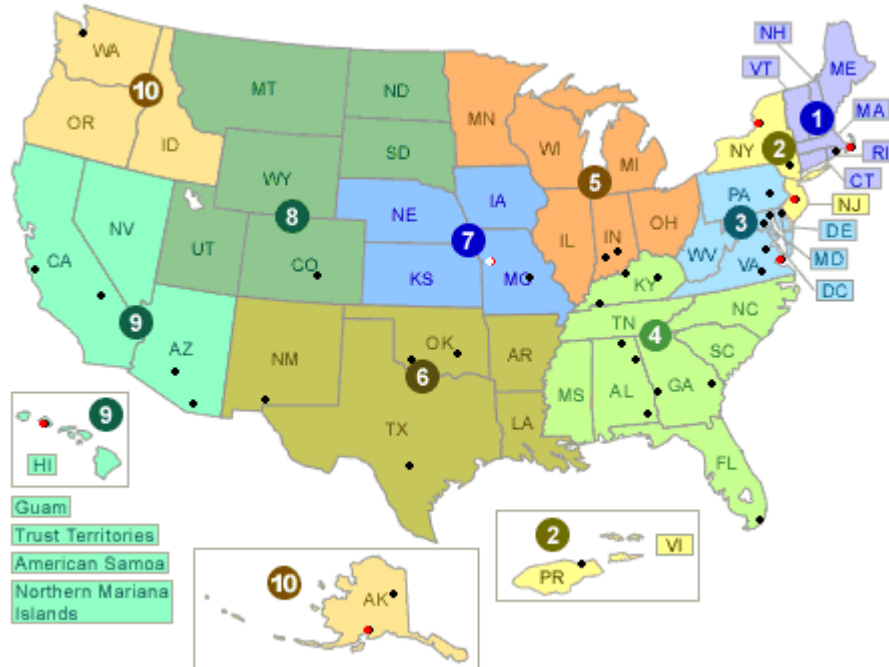 NH
VT
ME
WA
MT
ND
MN
10
1
MA
OR
ID
WI
MI
NY
2
RI
SD
5
CT
WY
IA
PA
NJ
NV
NE
8
3
DE
UT
7
IL
IN
OH
WV
MD
CA
CO
KS
MO
VA
DC
KY
9
NC
TN
4
AZ
NM
OK
AR
SC
6
MS
AL
GA
9
TX
LA
HI
FL
Guam
Trust Territories
2
VI
American Samoa
10
PR
Northern Mariana
Islands
AK